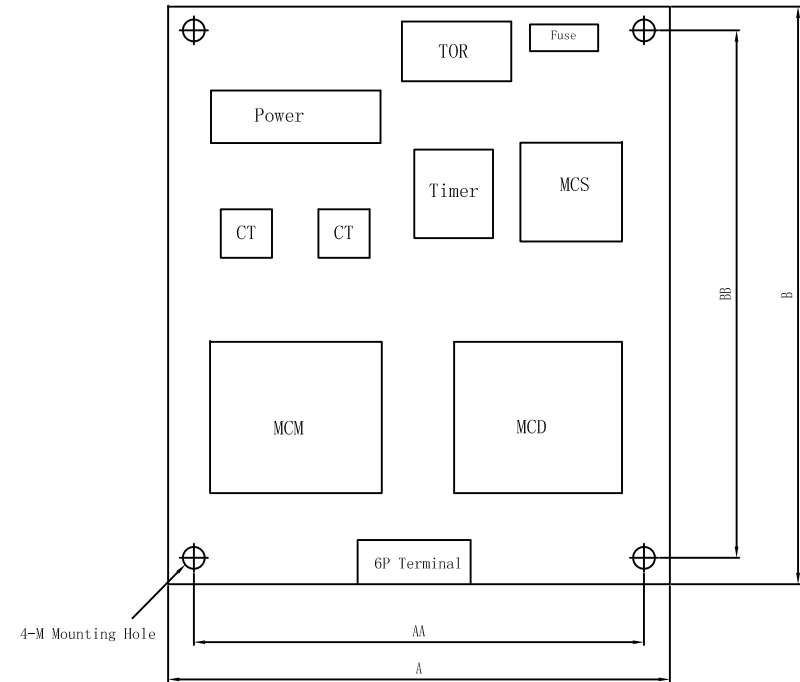 Fuse
TOR
Power
Timer
MCS
CT
CT
BB
B
MCM
MCD
6P Terminal
4-M Mounting Hole
AA
A